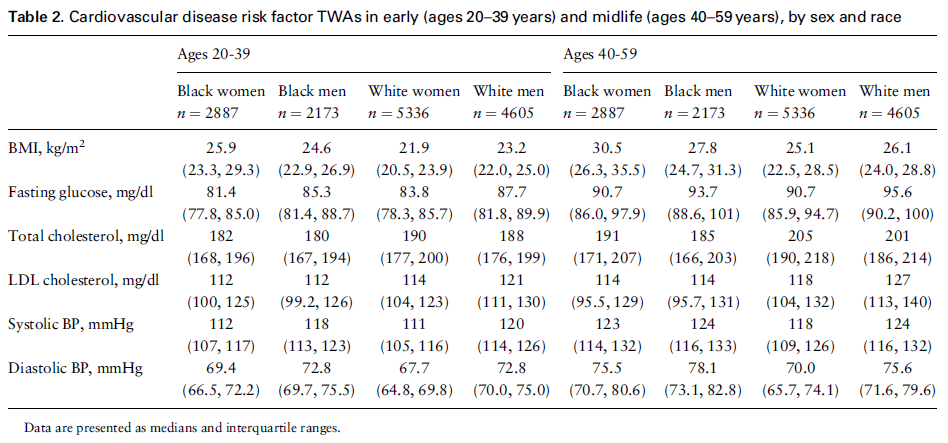 Table 2. Cardiovascular disease risk factor TWAs in early (ages 20–39 years) and midlife (ages 40–59 years), by sex and race
Ages 20-39 Ages 40-59
Black women Black men White women White men Black women Black men White women White men
n = 2887 n = 2173 n = 5336 n = 4605 n = 2887 n = 2173 n = 5336 n = 4605
BMI, kg/m² 25.9 24.6 21.9 23.2 30.5 27.8 25.1 26.1
(23.3, 29.3) (22.9, 26.9) (20.5, 23.9) (22.0, 25.0) (26.3, 35.5) (24.7, 31.3) (22.5, 28.5) (24.0, 28.8)
Fasting glucose, mg/dl 81.4 85.3 83.8 87.7 90.7 93.7 90.7 95.6
(77.8, 85.0) (81.4, 88.7) (78.3, 85.7) (81.8, 89.9) (86.0, 97.9) (88.6, 101) (85.9, 94.7) (90.2, 100)
Total cholesterol, mg/dl 182 180 190 188 191 185 205 201
(168, 196) (167, 194) (177, 200) (176, 199) (171, 207) (166, 203) (190, 218) (186, 214)
LDL cholesterol, mg/dl 112 112 114 121 114 114 118 127
(100, 125) (99.2, 126) (104, 123) (111, 130) (95.5, 129) (95.7, 131) (104, 132) (113, 140)
Systolic BP, mmHg 112 118 111 120 123 124 118 124
(107, 117) (113, 123) (105, 116) (114, 126) (114, 132) (116, 133) (109, 126) (116, 132)
Diastolic BP, mmHg 69.4 72.8 67.7 72.8 75.5 78.1 70.0 75.6
(66.5, 72.2) (69.7, 75.5) (64.8, 69.8) (70.0, 75.0) (70.7, 80.6) (73.1, 82.8) (65.7, 74.1) (71.6, 79.6)
Data are presented as medians and interquartile ranges.